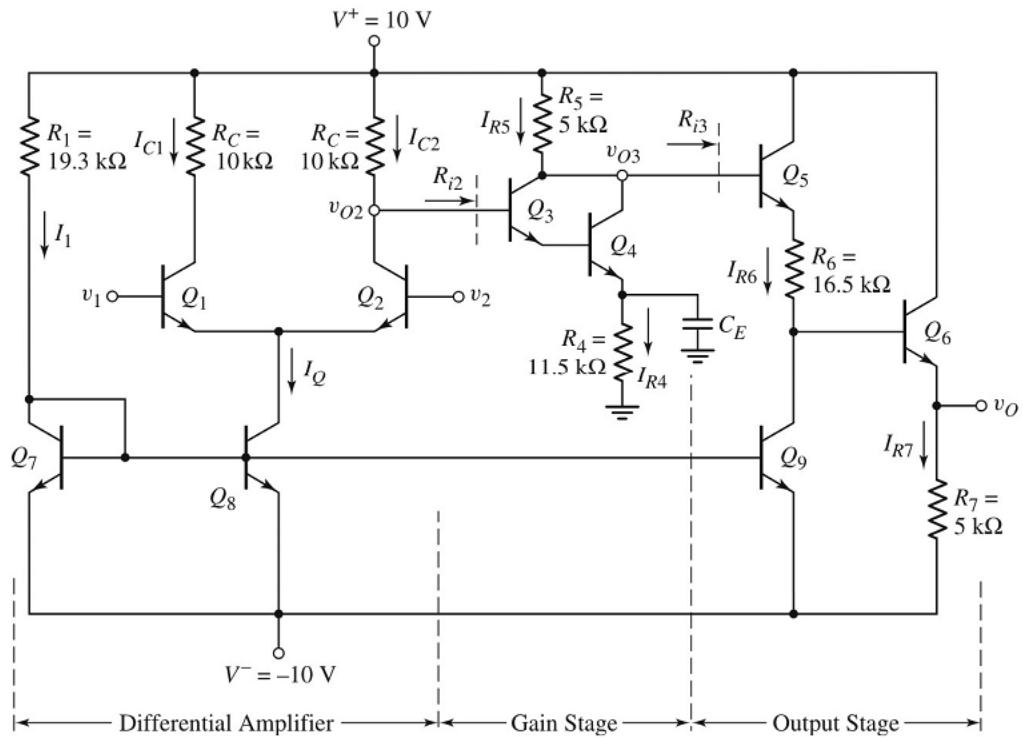 V⁺ = 10 V
R₁ =
19.3 kΩ
I_C1
R_C =
10 kΩ
R_C =
10 kΩ
I_C2
I_R5
R₅ =
5 kΩ
R_i2
v_O3
R_i3
Q₅
v_O2
Q₃
I₁
Q₄
I_R6
R₆ =
16.5 kΩ
v₁
Q₁
Q₂
v₂
R₄ =
11.5 kΩ
I_R4
C_E
Q₆
I_Q
v_O
Q₇
Q₈
Q₉
I_R7
R₇ =
5 kΩ
V⁻ = –10 V
Differential Amplifier
Gain Stage
Output Stage